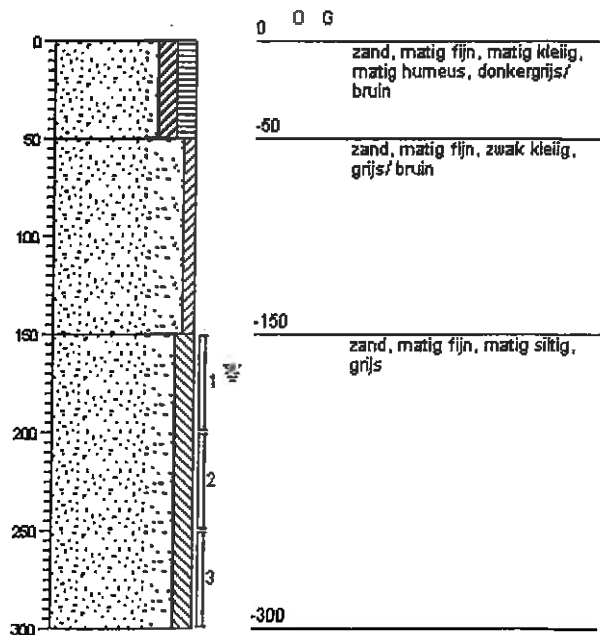 0 O G
0
zand, matig fijn, matig kleiig,
matig humeus, donkergrijs/
bruin
50
-50
zand, matig fijn, zwak kleiig,
grijs/bruin
100
150
-150
zand, matig fijn, matig siltig,
grijs
1
200
2
250
3
300
-300